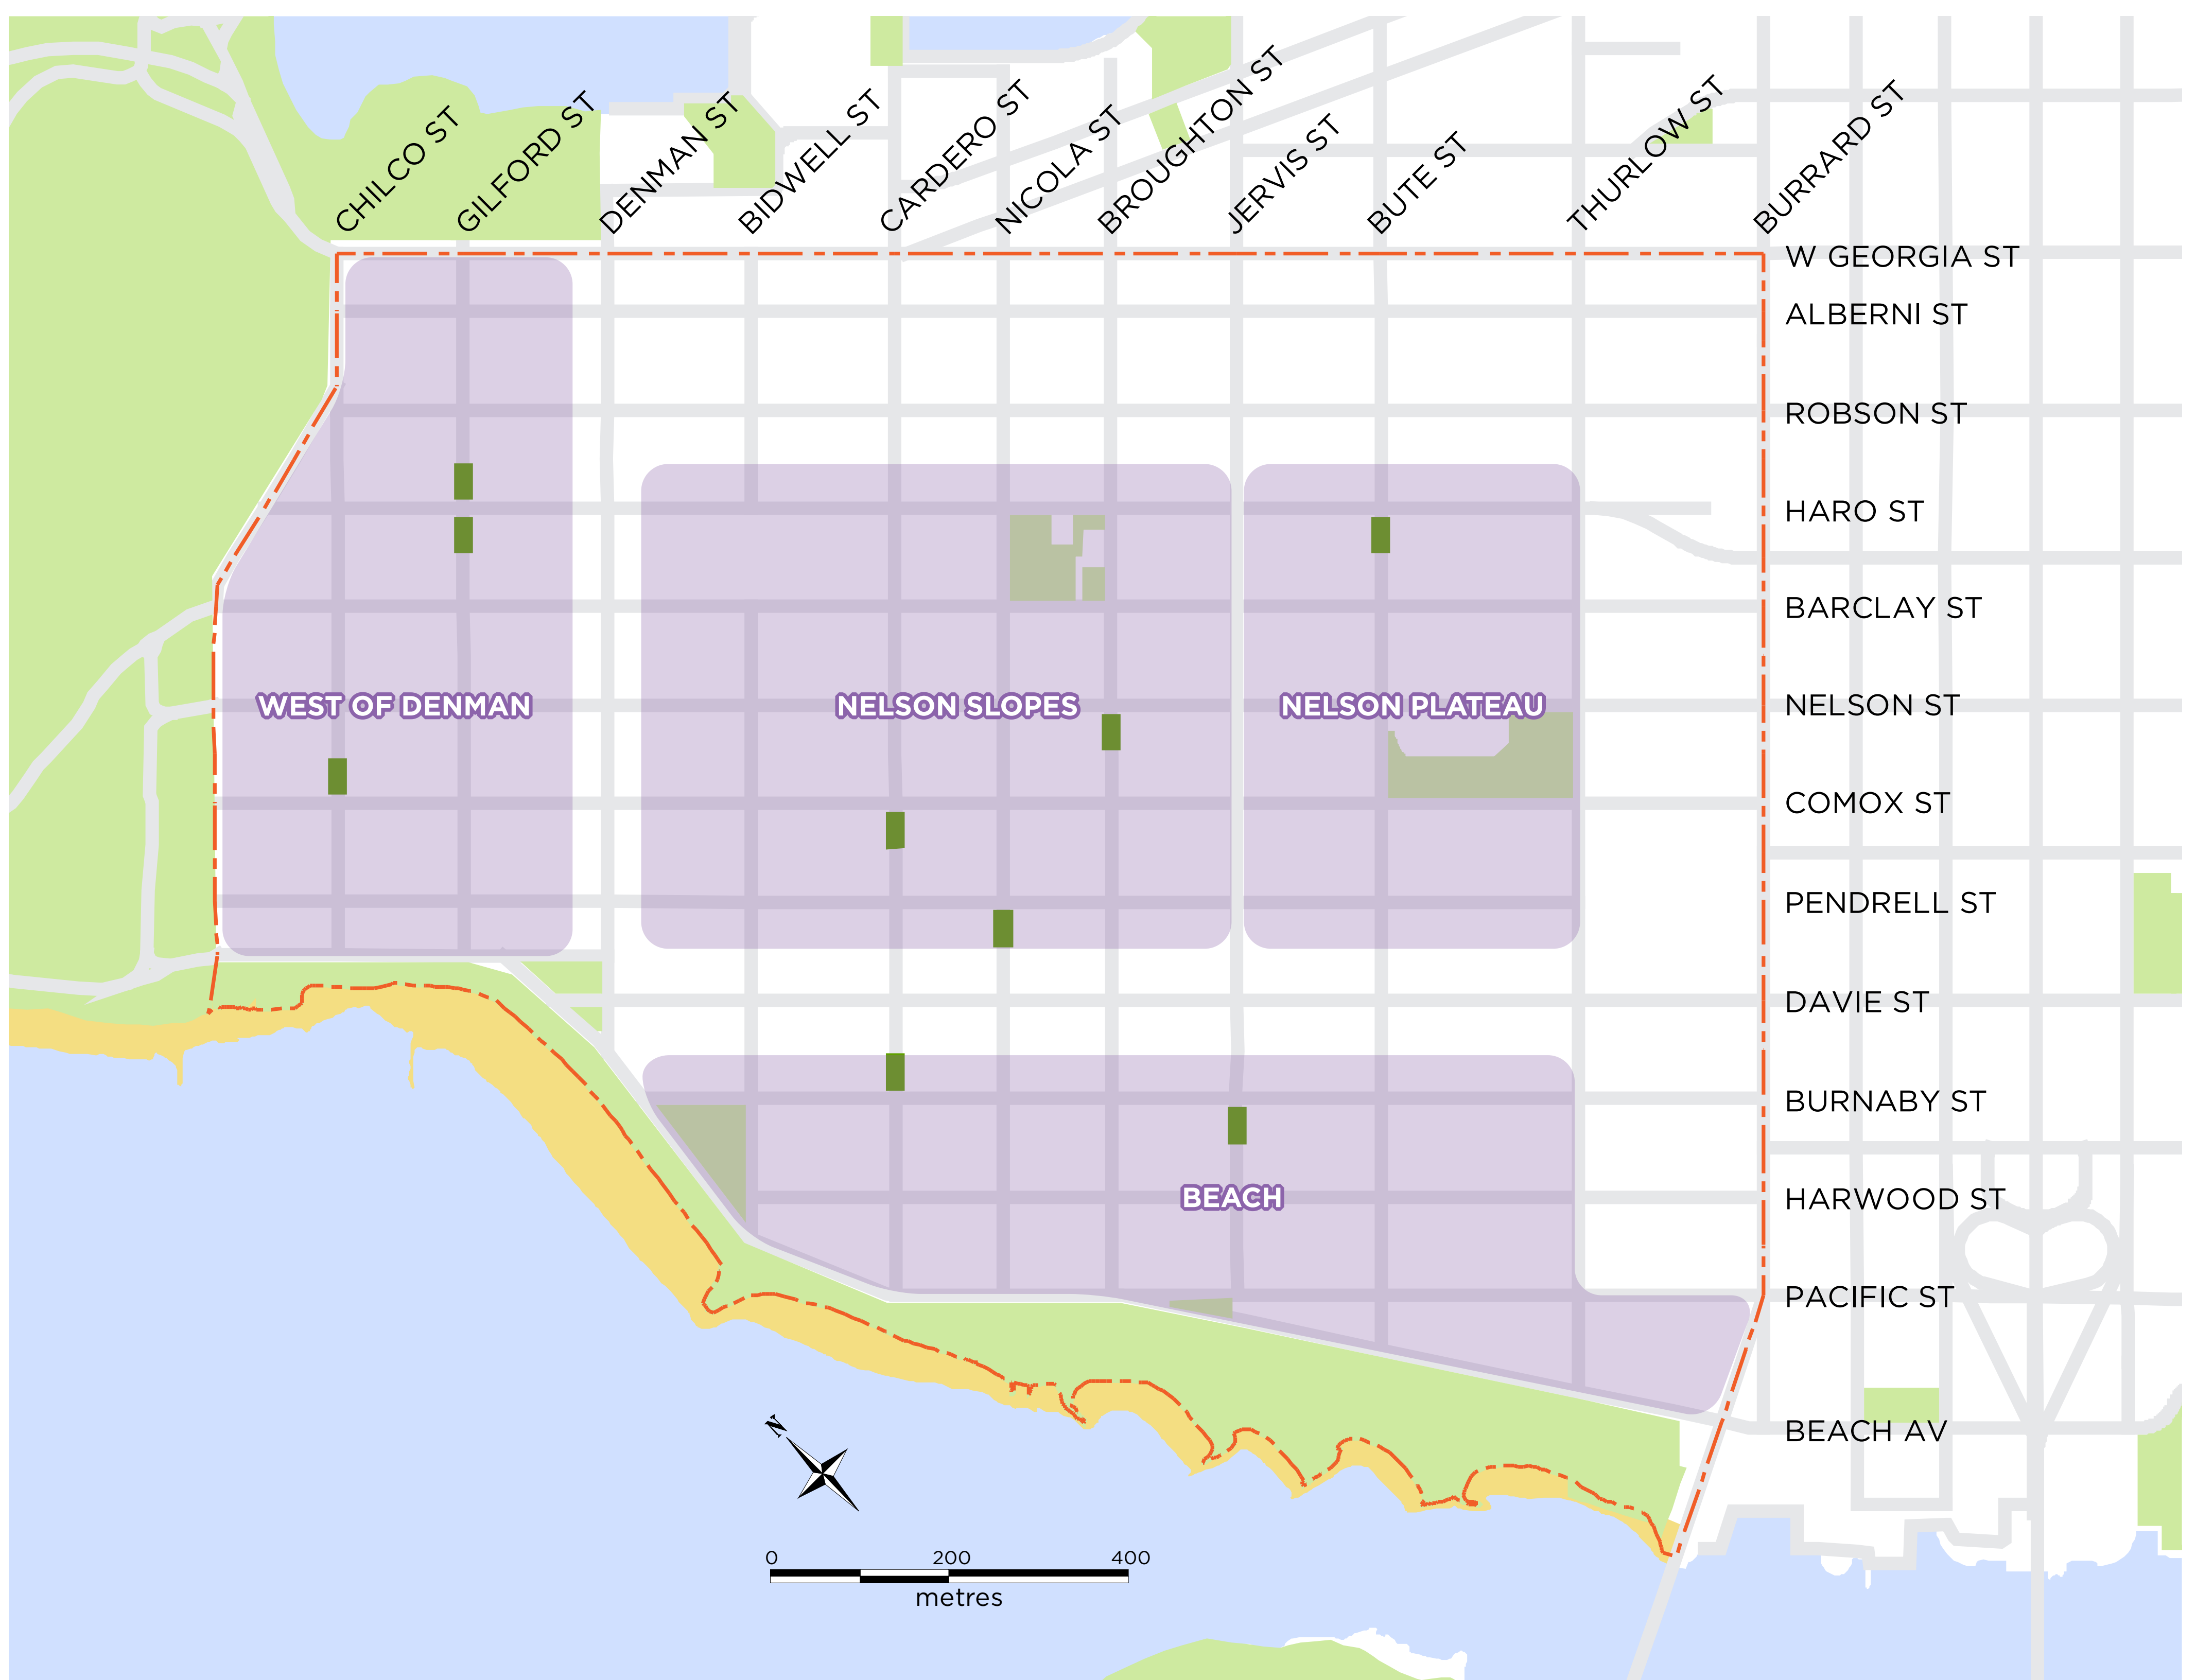 CHILCO ST
GILFORD ST
DENMAN ST
BIDWELL ST
CARDERO ST
NICOLA ST
BROUGHTON ST
JERVIS ST
BUTE ST
THURLOW ST
BURRARD ST
W GEORGIA ST
ALBERNI ST
ROBSON ST
HARO ST
BARCLAY ST
WEST OF DENMAN
NELSON SLOPES
NELSON PLATEAU
NELSON ST
COMOX ST
PENDRELL ST
DAVIE ST
BURNABY ST
BEACH
HARWOOD ST
PACIFIC ST
BEACH AV
N
0 200 400
metres